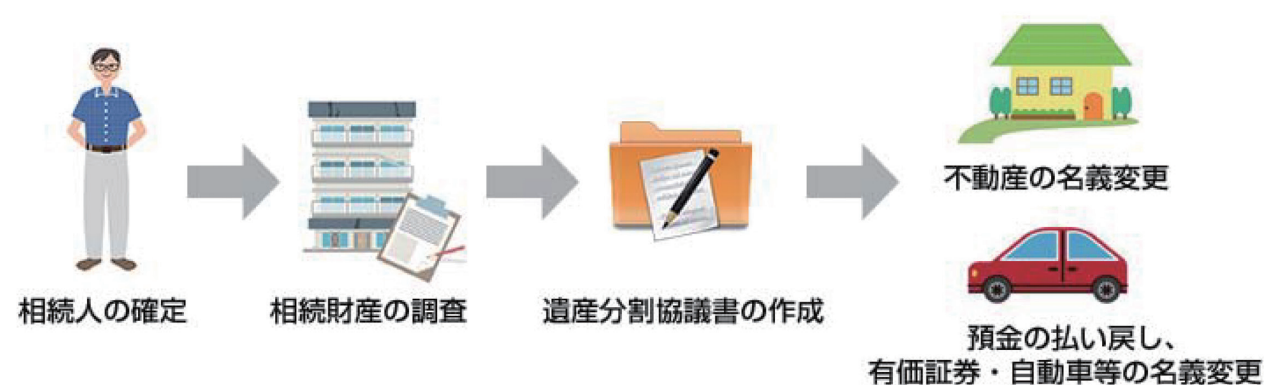 相続人の確定
相続財産の調査
遺産分割協議書の作成
不動産の名義変更
預金の払い戻し、
有価証券・自動車等の名義変更